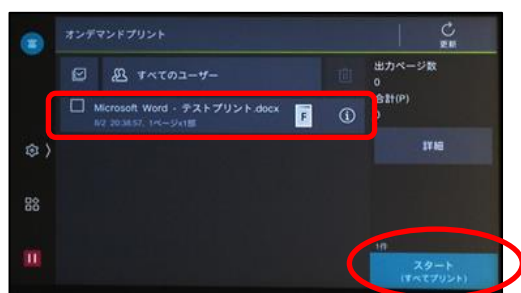 オンデマンドプリント
更新
すべてのユーザー
出力ページ数
0
合計(P)
0
Microsoft Word - テストプリント.docx
8/2 20:38:57, 1ページx1部
F
詳細
1件
スタート
(すべてプリント)